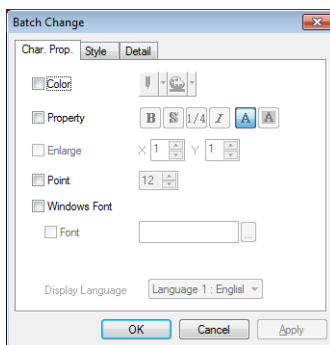 Batch Change
Char. Prop. Style Detail
Color
Property B S 1/4 I A A
Enlarge X 1 Y 1
Point 12
Windows Font
Font ...
Display Language Language 1 : Englisl
OK Cancel Apply